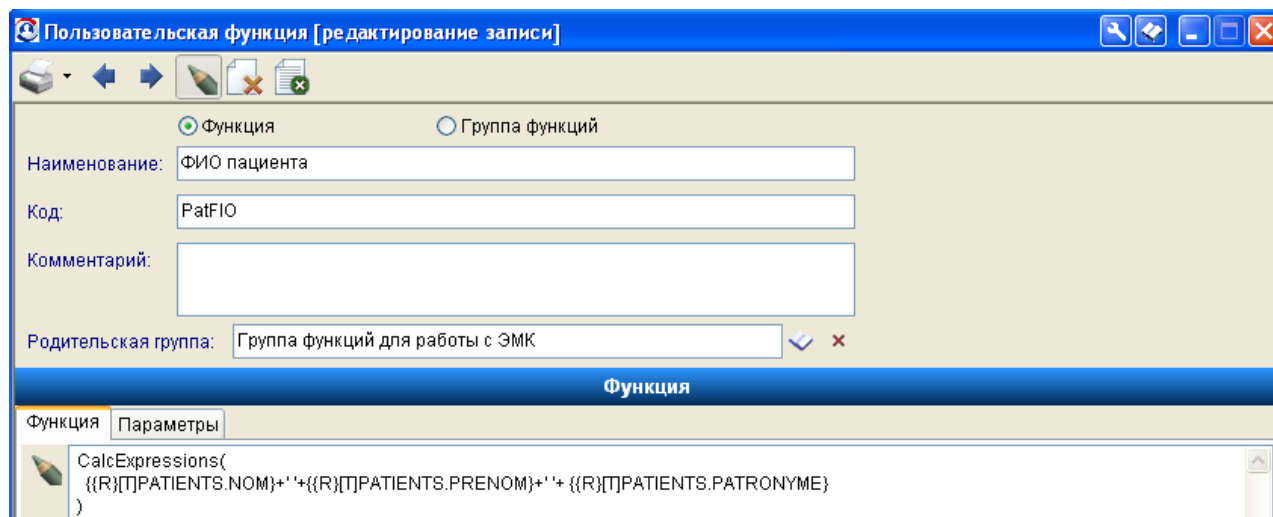 Пользовательская функция [редактирование записи]
Функция Группа функций
Наименование: ФИО пациента
Код: PatFIO
Комментарий:
Родительская группа: Группа функций для работы с ЭМК
Функция
Функция Параметры
CalcExpressions(
{{R}[T]PATIENTS.NOM}+' '+{{R}[T]PATIENTS.PRENOM}+' '+ {{R}[T]PATIENTS.PATRONYME}
)